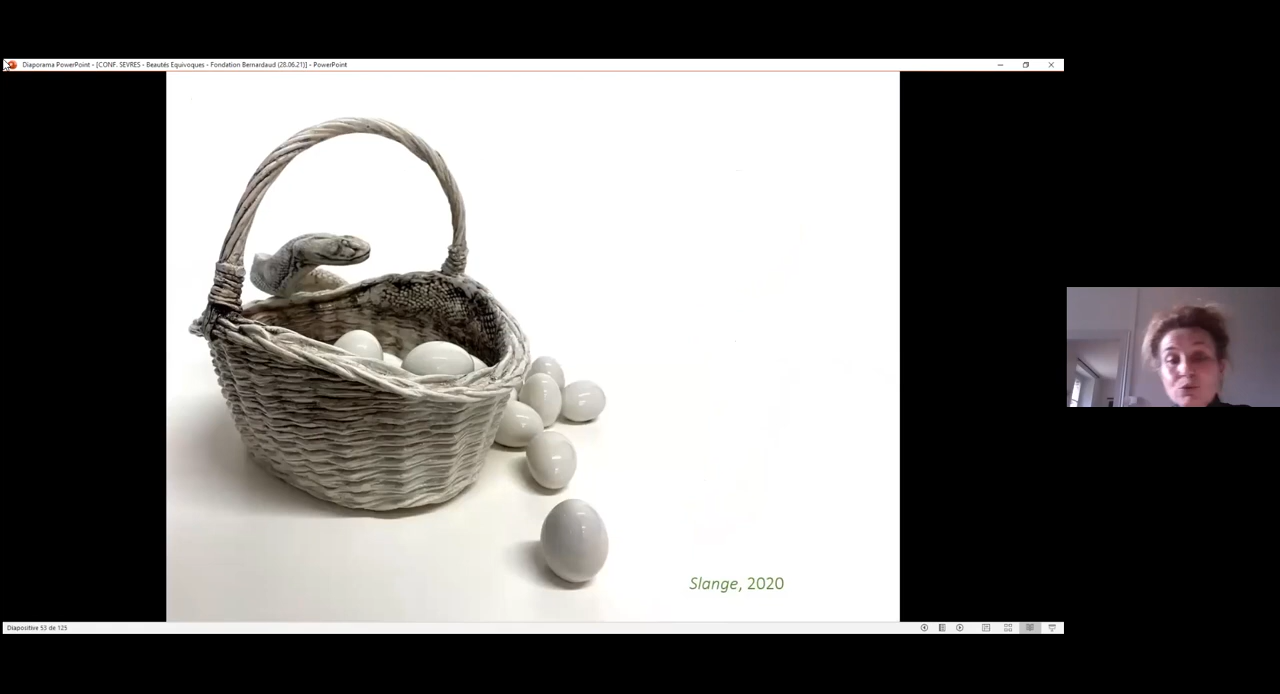 Diaporama PowerPoint - [CONF. SEVRES - Beautés Equivoques - Fondation Bernardaud (28.06.21)] - PowerPoint
Slange, 2020
Diapositive 53 de 125